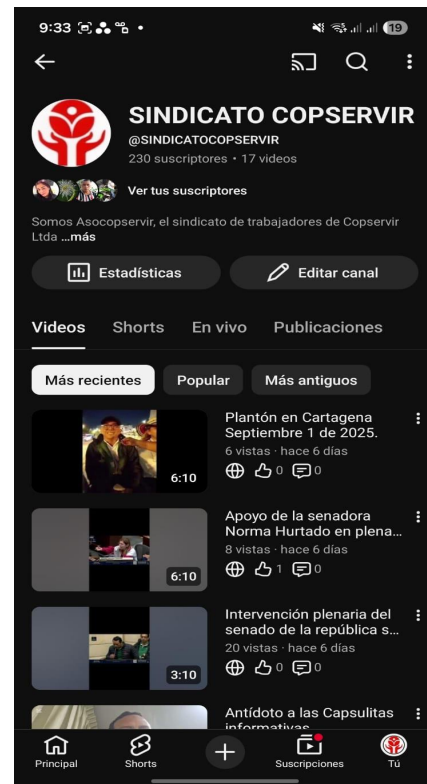 9:33
19
SINDICATO COPSERVIR
@SINDICATOCOPSERVIR
230 suscriptores • 17 videos
Ver tus suscriptores
Somos Asocopservir, el sindicato de trabajadores de Copservir
Ltda ...más
Estadísticas
Editar canal
Videos
Shorts
En vivo
Publicaciones
Más recientes
Popular
Más antiguos
Plantón en Cartagena
Septiembre 1 de 2025.
6 vistas · hace 6 días
0
0
6:10
Apoyo de la senadora
Norma Hurtado en plena...
8 vistas · hace 6 días
1
0
6:10
Intervención plenaria del
senado de la república s...
20 vistas · hace 6 días
0
0
3:10
Antídoto a las Capsulitas
informativas
Principal
Shorts
Suscripciones
Tú